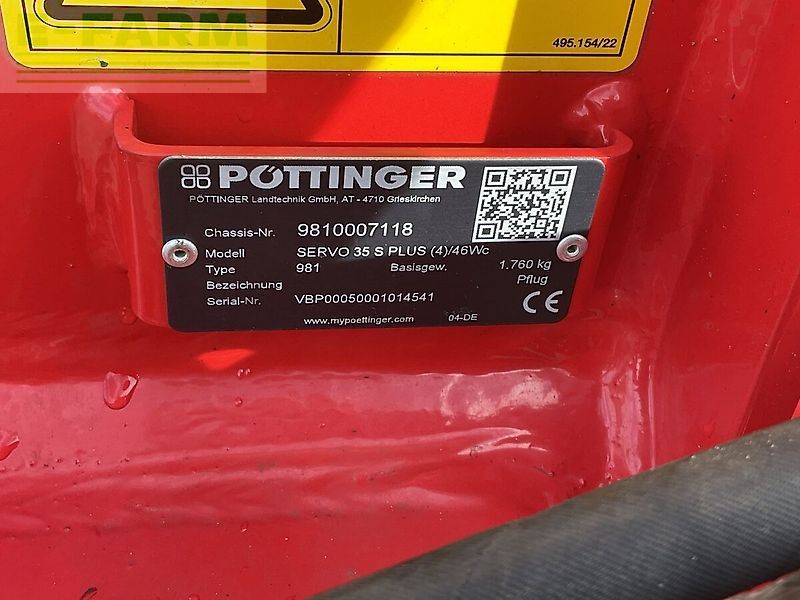 E-FARM
495.154/22
PÖTTINGER
PÖTTINGER Landtechnik GmbH, AT - 4710 Grieskirchen
Chassis-Nr. 9810007118
Modell SERVO 35 S PLUS (4)/46Wc
Type 981 Basisgew. 1.760 kg
Bezeichnung Pflug
Serial-Nr. VBP00050001014541
CE
www.mypoettinger.com 04-DE